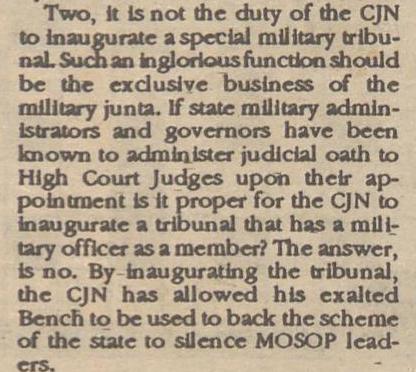 Two, it is not the duty of the CJN
to inaugurate a special military tribu-
nal. Such an inglorious function should
be the exclusive business of the
military junta. If state military admin-
istrators and governors have been
known to administer judicial oath to
High Court Judges upon their ap-
pointment is it proper for the CJN to
inaugurate a tribunal that has a mili-
tary officer as a member? The answer,
is no. By inaugurating the tribunal,
the CJN has allowed his exalted
Bench to be used to back the scheme
of the state to silence MOSOP lead-
ers.